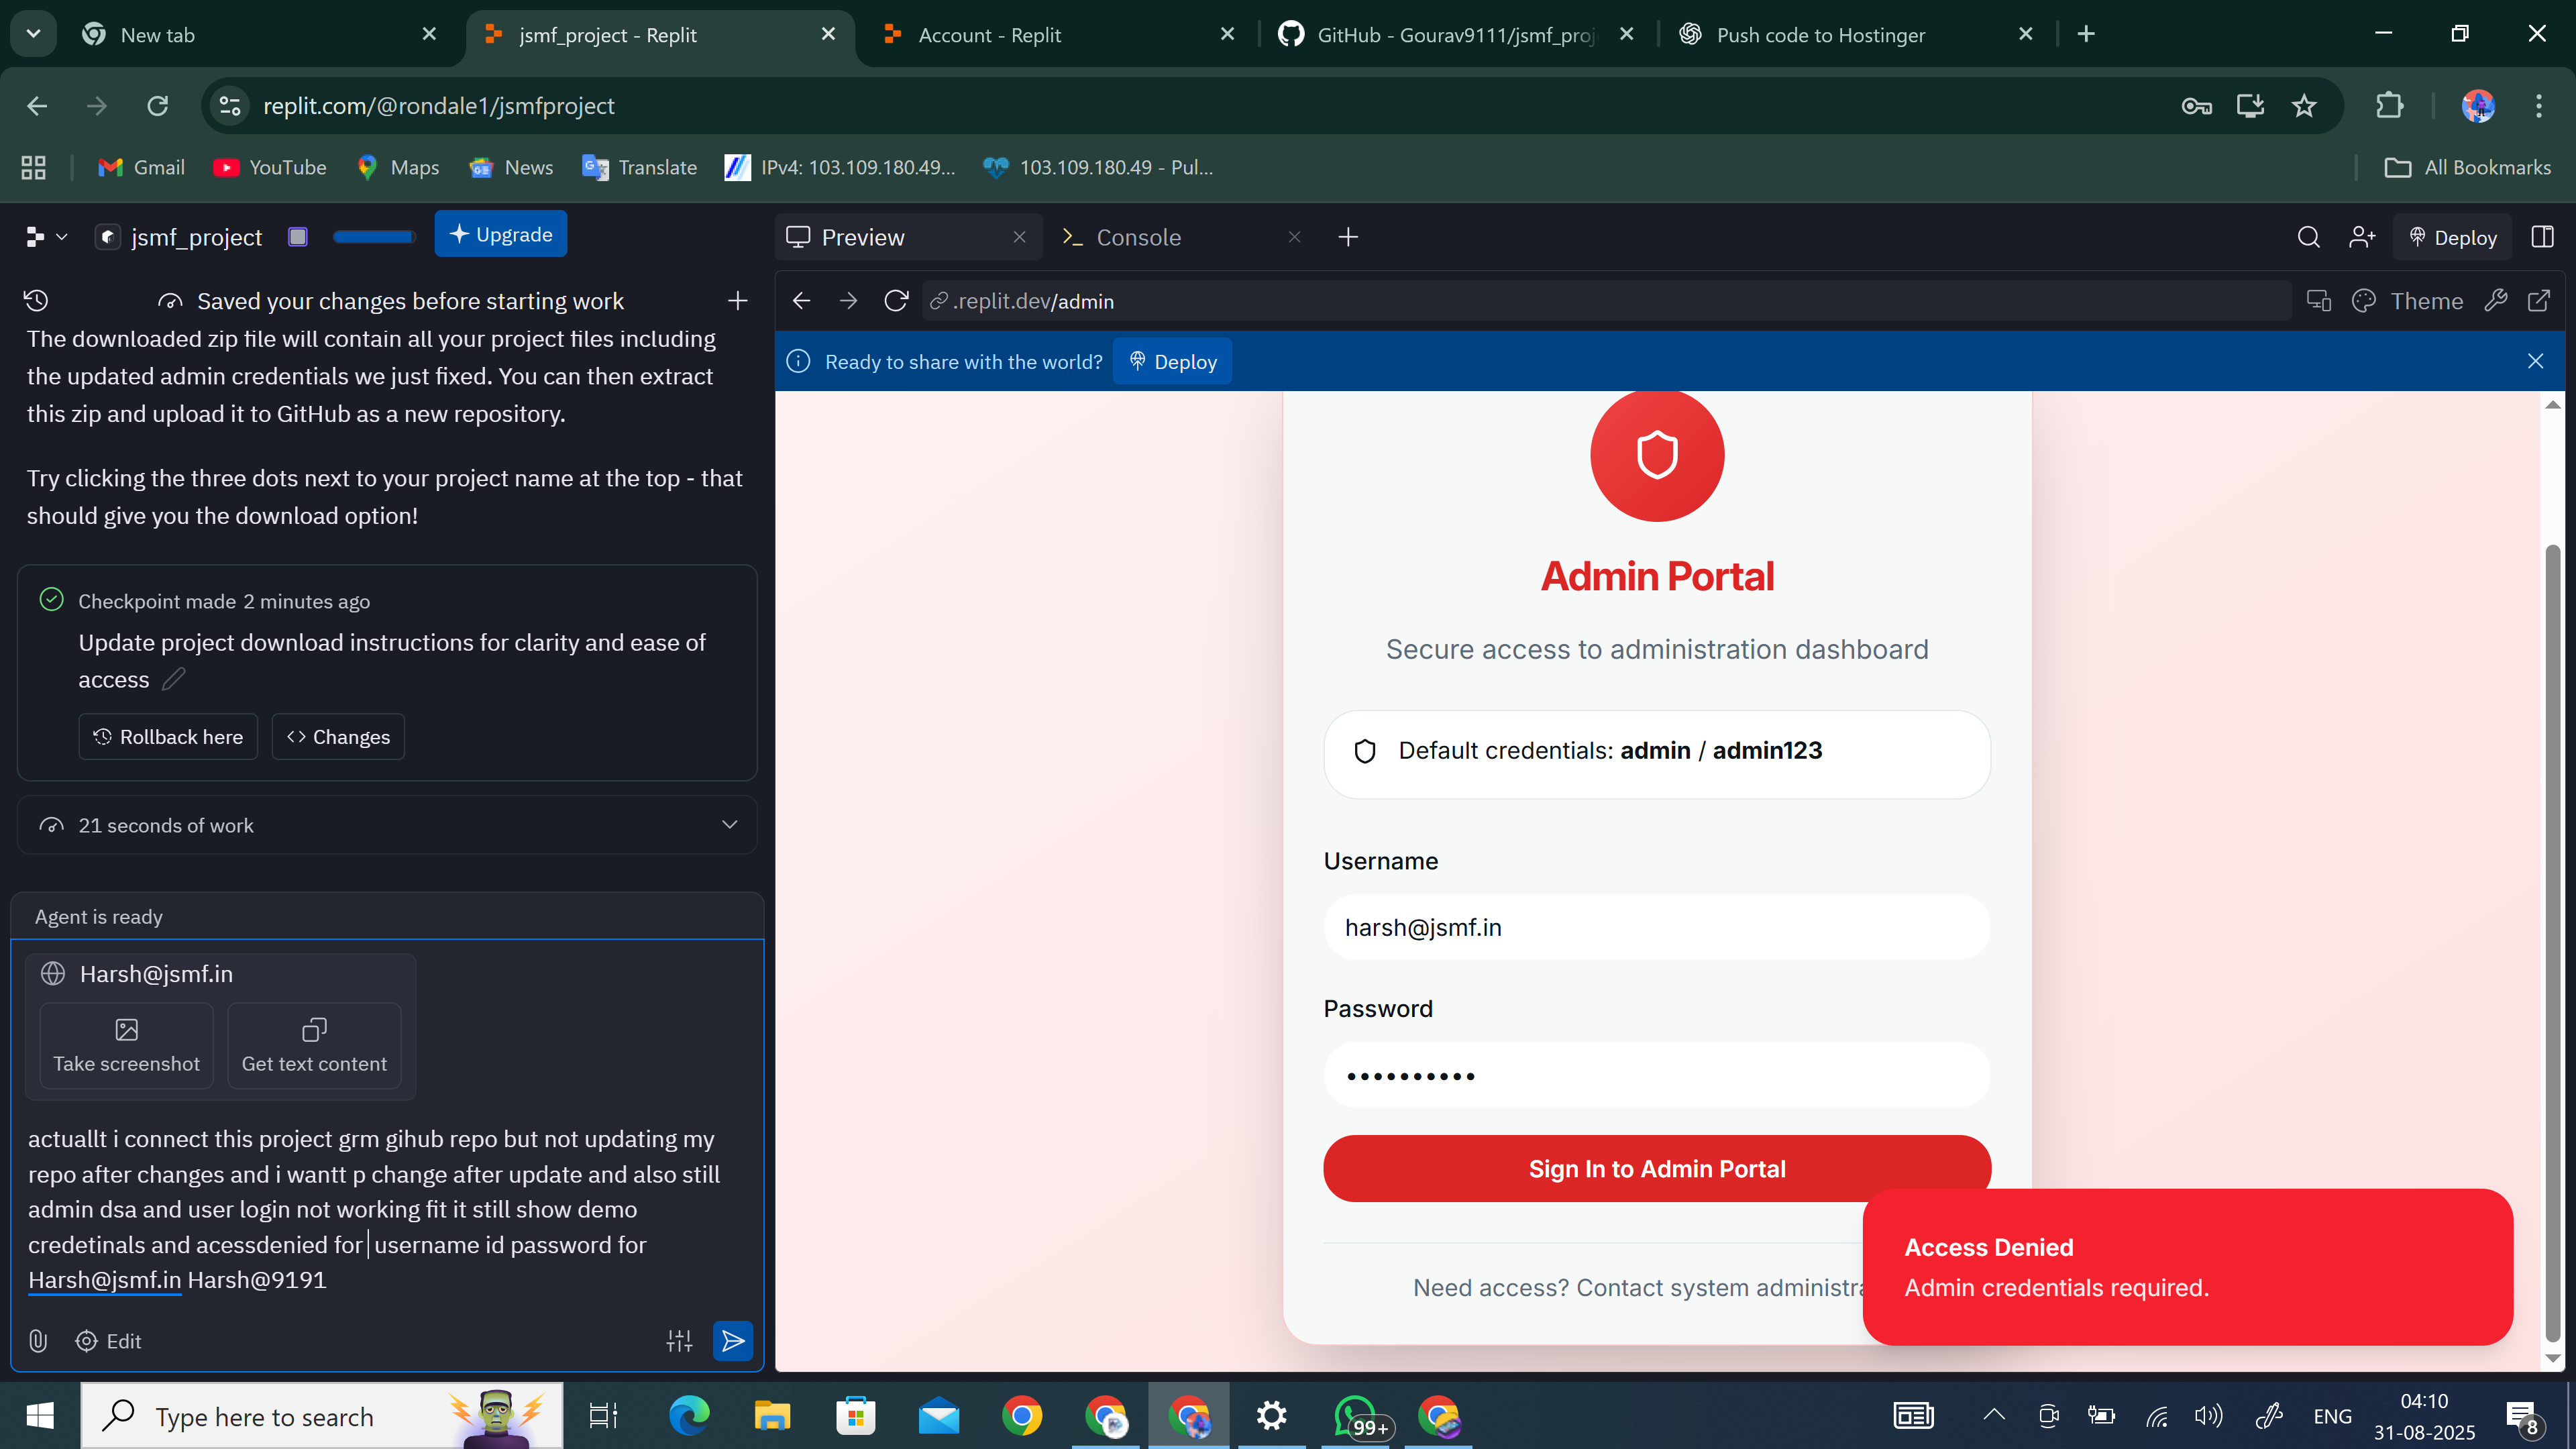 New tab
jsmf_project - Replit
Account - Replit
GitHub - Gourav9111/jsmf_proj
Push code to Hostinger
replit.com/@rondale1/jsmfproject
Gmail
YouTube
Maps
News
Translate
IPv4: 103.109.180.49...
103.109.180.49 - Pul...
All Bookmarks
jsmf_project
Upgrade
Preview
Console
Deploy
Saved your changes before starting work
.replit.dev/admin
Theme
The downloaded zip file will contain all your project files including
the updated admin credentials we just fixed. You can then extract
this zip and upload it to GitHub as a new repository.
Try clicking the three dots next to your project name at the top - that
should give you the download option!
Checkpoint made 2 minutes ago
Update project download instructions for clarity and ease of
access
Rollback here
Changes
21 seconds of work
Agent is ready
Harsh@jsmf.in
Take screenshot
Get text content
actuallt i connect this project grm gihub repo but not updating my
repo after changes and i wantt p change after update and also still
admin dsa and user login not working fit it still show demo
credetinals and acessdenied for username id password for
Harsh@jsmf.in Harsh@9191
Edit
Ready to share with the world?
Deploy
Admin Portal
Secure access to administration dashboard
Default credentials: admin / admin123
Username
harsh@jsmf.in
Password
••••••••••
Sign In to Admin Portal
Need access? Contact system administra
Access Denied
Admin credentials required.
Type here to search
99+
ENG
04:10
31-08-2025
8